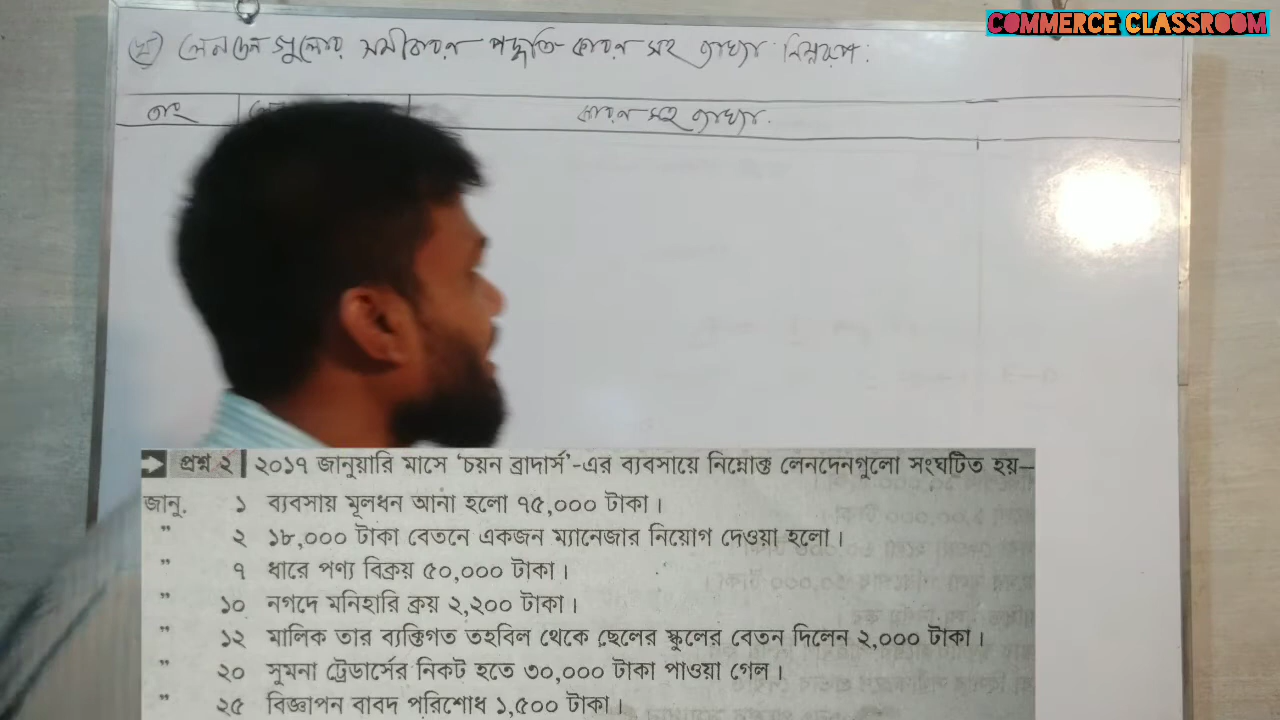 COMMERCE CLASSROOM
(খ) লেনদেন গুলোর সমীকরণ পদ্ধতি কারণ সহ ব্যাখ্যা নিম্নরূপ:
তাং কারণ সহ ব্যাখ্যা.
প্রশ্ন ২ | ২০১৭ জানুয়ারি মাসে ‘চয়ন ব্রাদার্স’-এর ব্যবসায়ে নিম্নোক্ত লেনদেনগুলো সংঘটিত হয়—
জানু. ১ ব্যবসায় মূলধন আনা হলো ৭৫,০০০ টাকা।
” ২ ১৮,০০০ টাকা বেতনে একজন ম্যানেজার নিয়োগ দেওয়া হলো।
” ৭ ধারে পণ্য বিক্রয় ৫০,০০০ টাকা।
” ১০ নগদে মনিহারি ক্রয় ২,২০০ টাকা।
” ১২ মালিক তার ব্যক্তিগত তহবিল থেকে ছেলের স্কুলের বেতন দিলেন ২,০০০ টাকা।
” ২০ সুমনা ট্রেডার্সের নিকট হতে ৩০,০০০ টাকা পাওয়া গেল।
” ২৫ বিজ্ঞাপন বাবদ পরিশোধ ১,৫০০ টাকা।